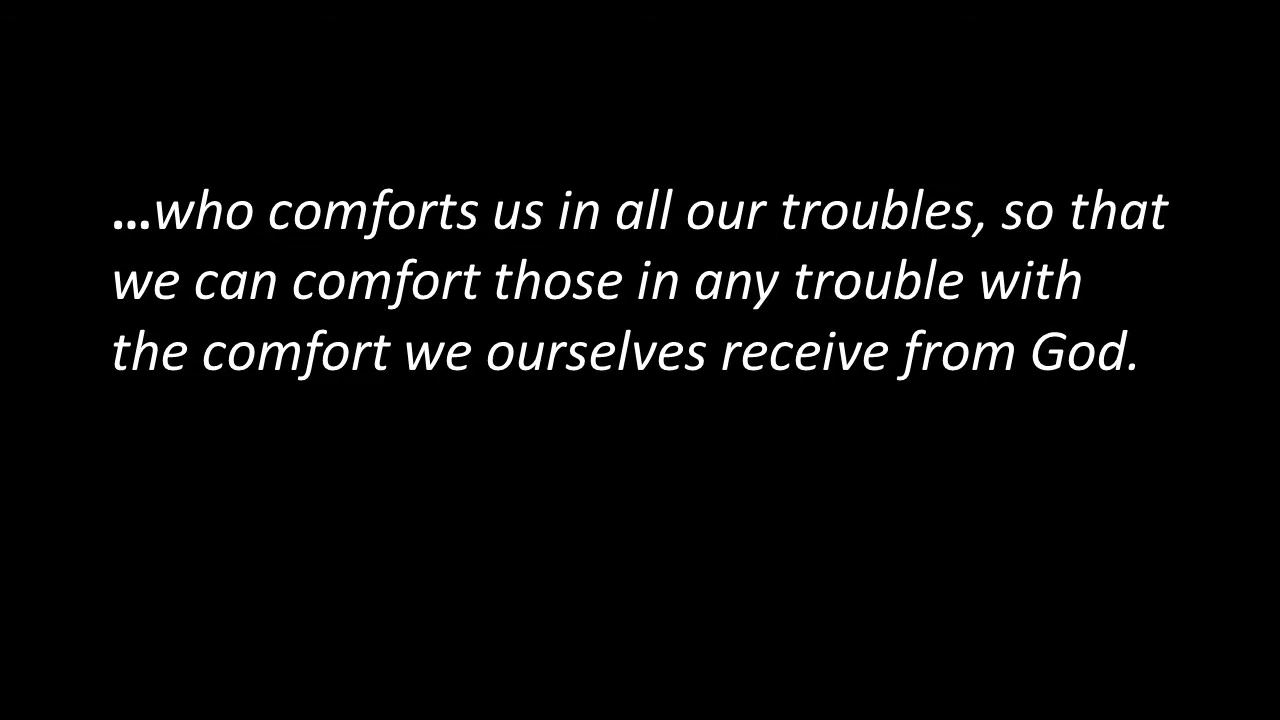 ...who comforts us in all our troubles, so that
we can comfort those in any trouble with
the comfort we ourselves receive from God.